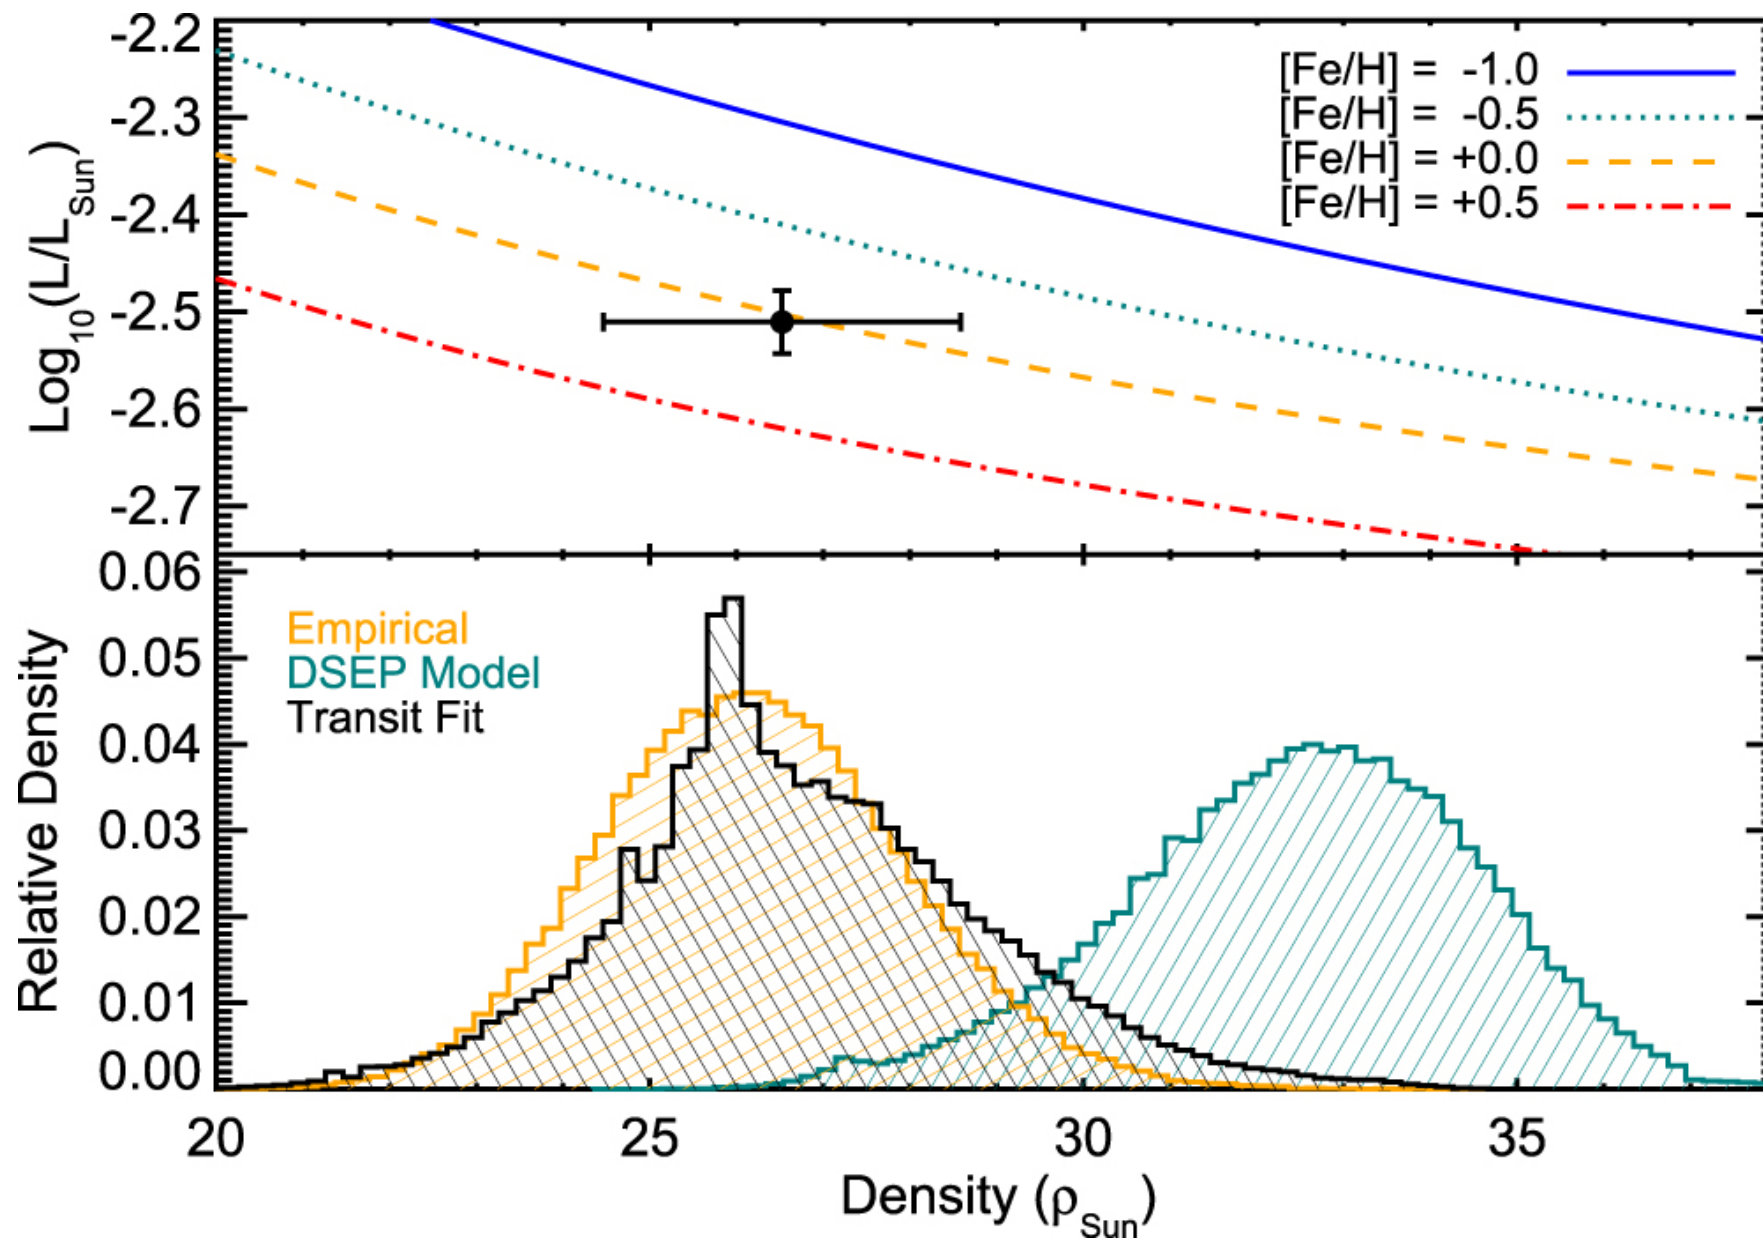 -2.2
-2.3
-2.4
-2.5
-2.6
-2.7
Log10(L/LSun)
[Fe/H] = -1.0
[Fe/H] = -0.5
[Fe/H] = +0.0
[Fe/H] = +0.5
0.06
0.05
0.04
0.03
0.02
0.01
0.00
Relative Density
Empirical
DSEP Model
Transit Fit
20 25 30 35
Density (ρSun)